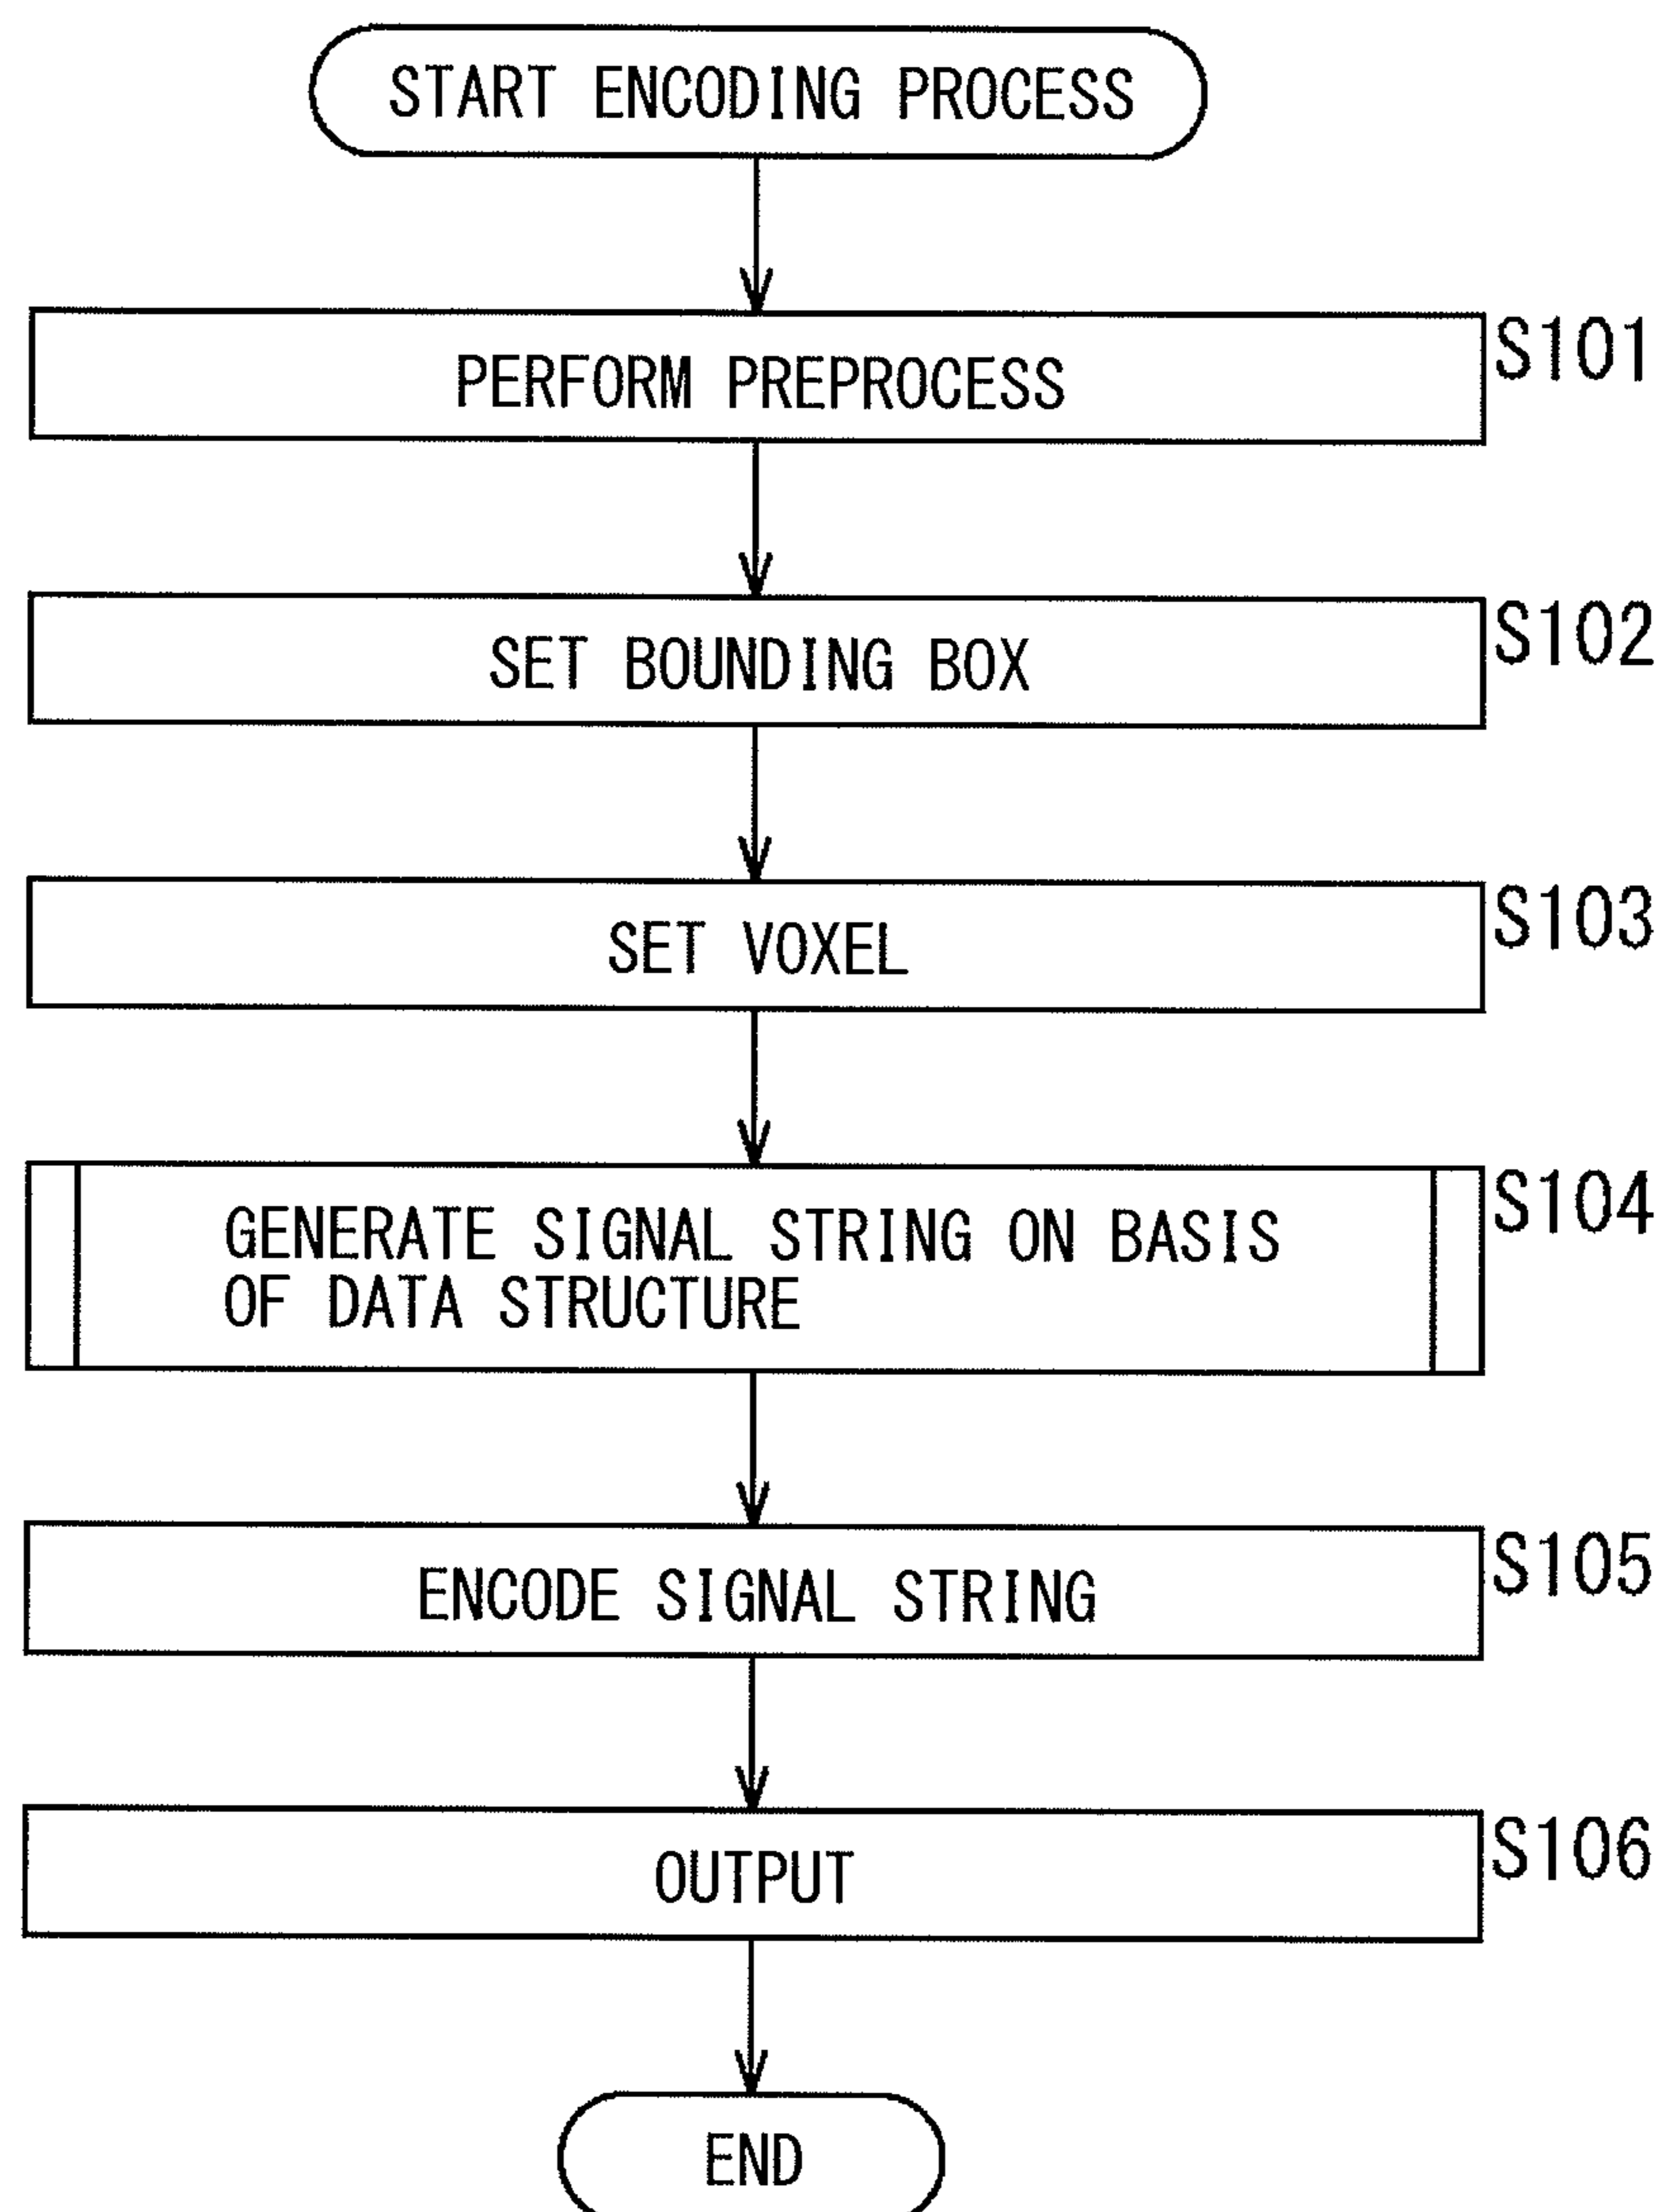 START ENCODING PROCESS
PERFORM PREPROCESS
S101
SET BOUNDING BOX
S102
SET VOXEL
S103
GENERATE SIGNAL STRING ON BASIS
OF DATA STRUCTURE
S104
ENCODE SIGNAL STRING
S105
OUTPUT
S106
END